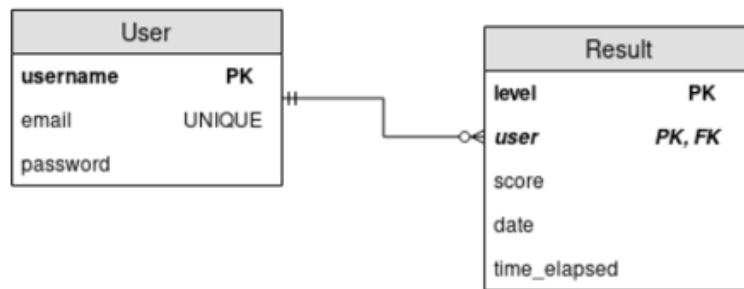 User
username PK
email UNIQUE
password
Result
level PK
user PK, FK
score
date
time_elapsed